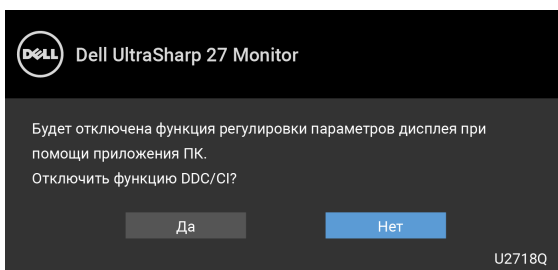 DELL
Dell UltraSharp 27 Monitor
Будет отключена функция регулировки параметров дисплея при
помощи приложения ПК.
Отключить функцию DDC/CI?
Да
Нет
U2718Q